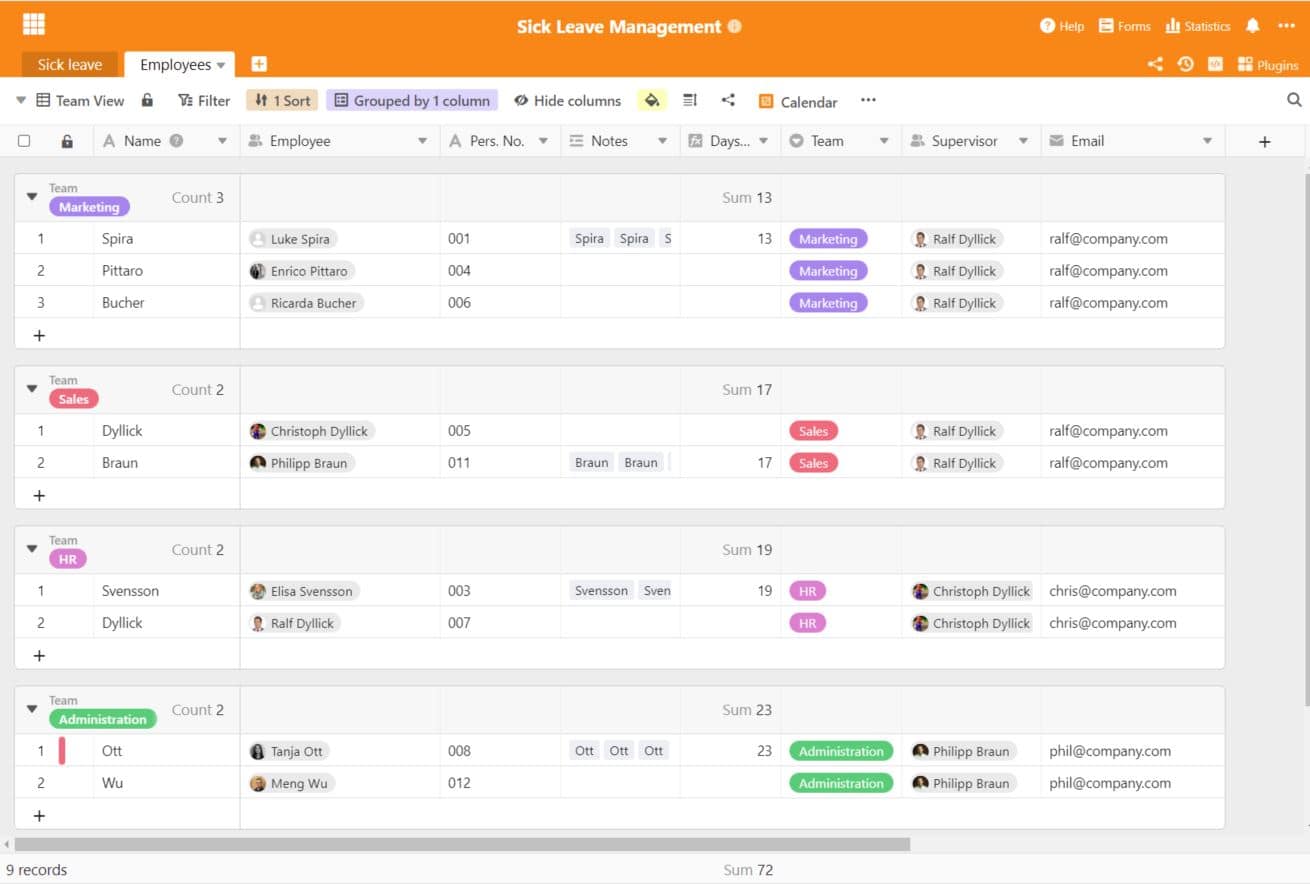 Sick Leave Management
Help Forms Statistics
Sick leave Employees Plugins
Team View Filter 1 Sort Grouped by 1 column Hide columns Calendar
Name Employee Pers. No. Notes Days... Team Supervisor Email
Team
Marketing Count 3 Sum 13
1 Spira Luke Spira 001 Spira Spira S 13 Marketing Ralf Dyllick ralf@company.com
2 Pittaro Enrico Pittaro 004 Marketing Ralf Dyllick ralf@company.com
3 Bucher Ricarda Bucher 006 Marketing Ralf Dyllick ralf@company.com
+
Team
Sales Count 2 Sum 17
1 Dyllick Christoph Dyllick 005 Sales Ralf Dyllick ralf@company.com
2 Braun Philipp Braun 011 Braun Braun 17 Sales Ralf Dyllick ralf@company.com
+
Team
HR Count 2 Sum 19
1 Svensson Elisa Svensson 003 Svensson Sven 19 HR Christoph Dyllick chris@company.com
2 Dyllick Ralf Dyllick 007 HR Christoph Dyllick chris@company.com
+
Team
Administration Count 2 Sum 23
1 Ott Tanja Ott 008 Ott Ott Ott 23 Administration Philipp Braun phil@company.com
2 Wu Meng Wu 012 Administration Philipp Braun phil@company.com
+
9 records Sum 72